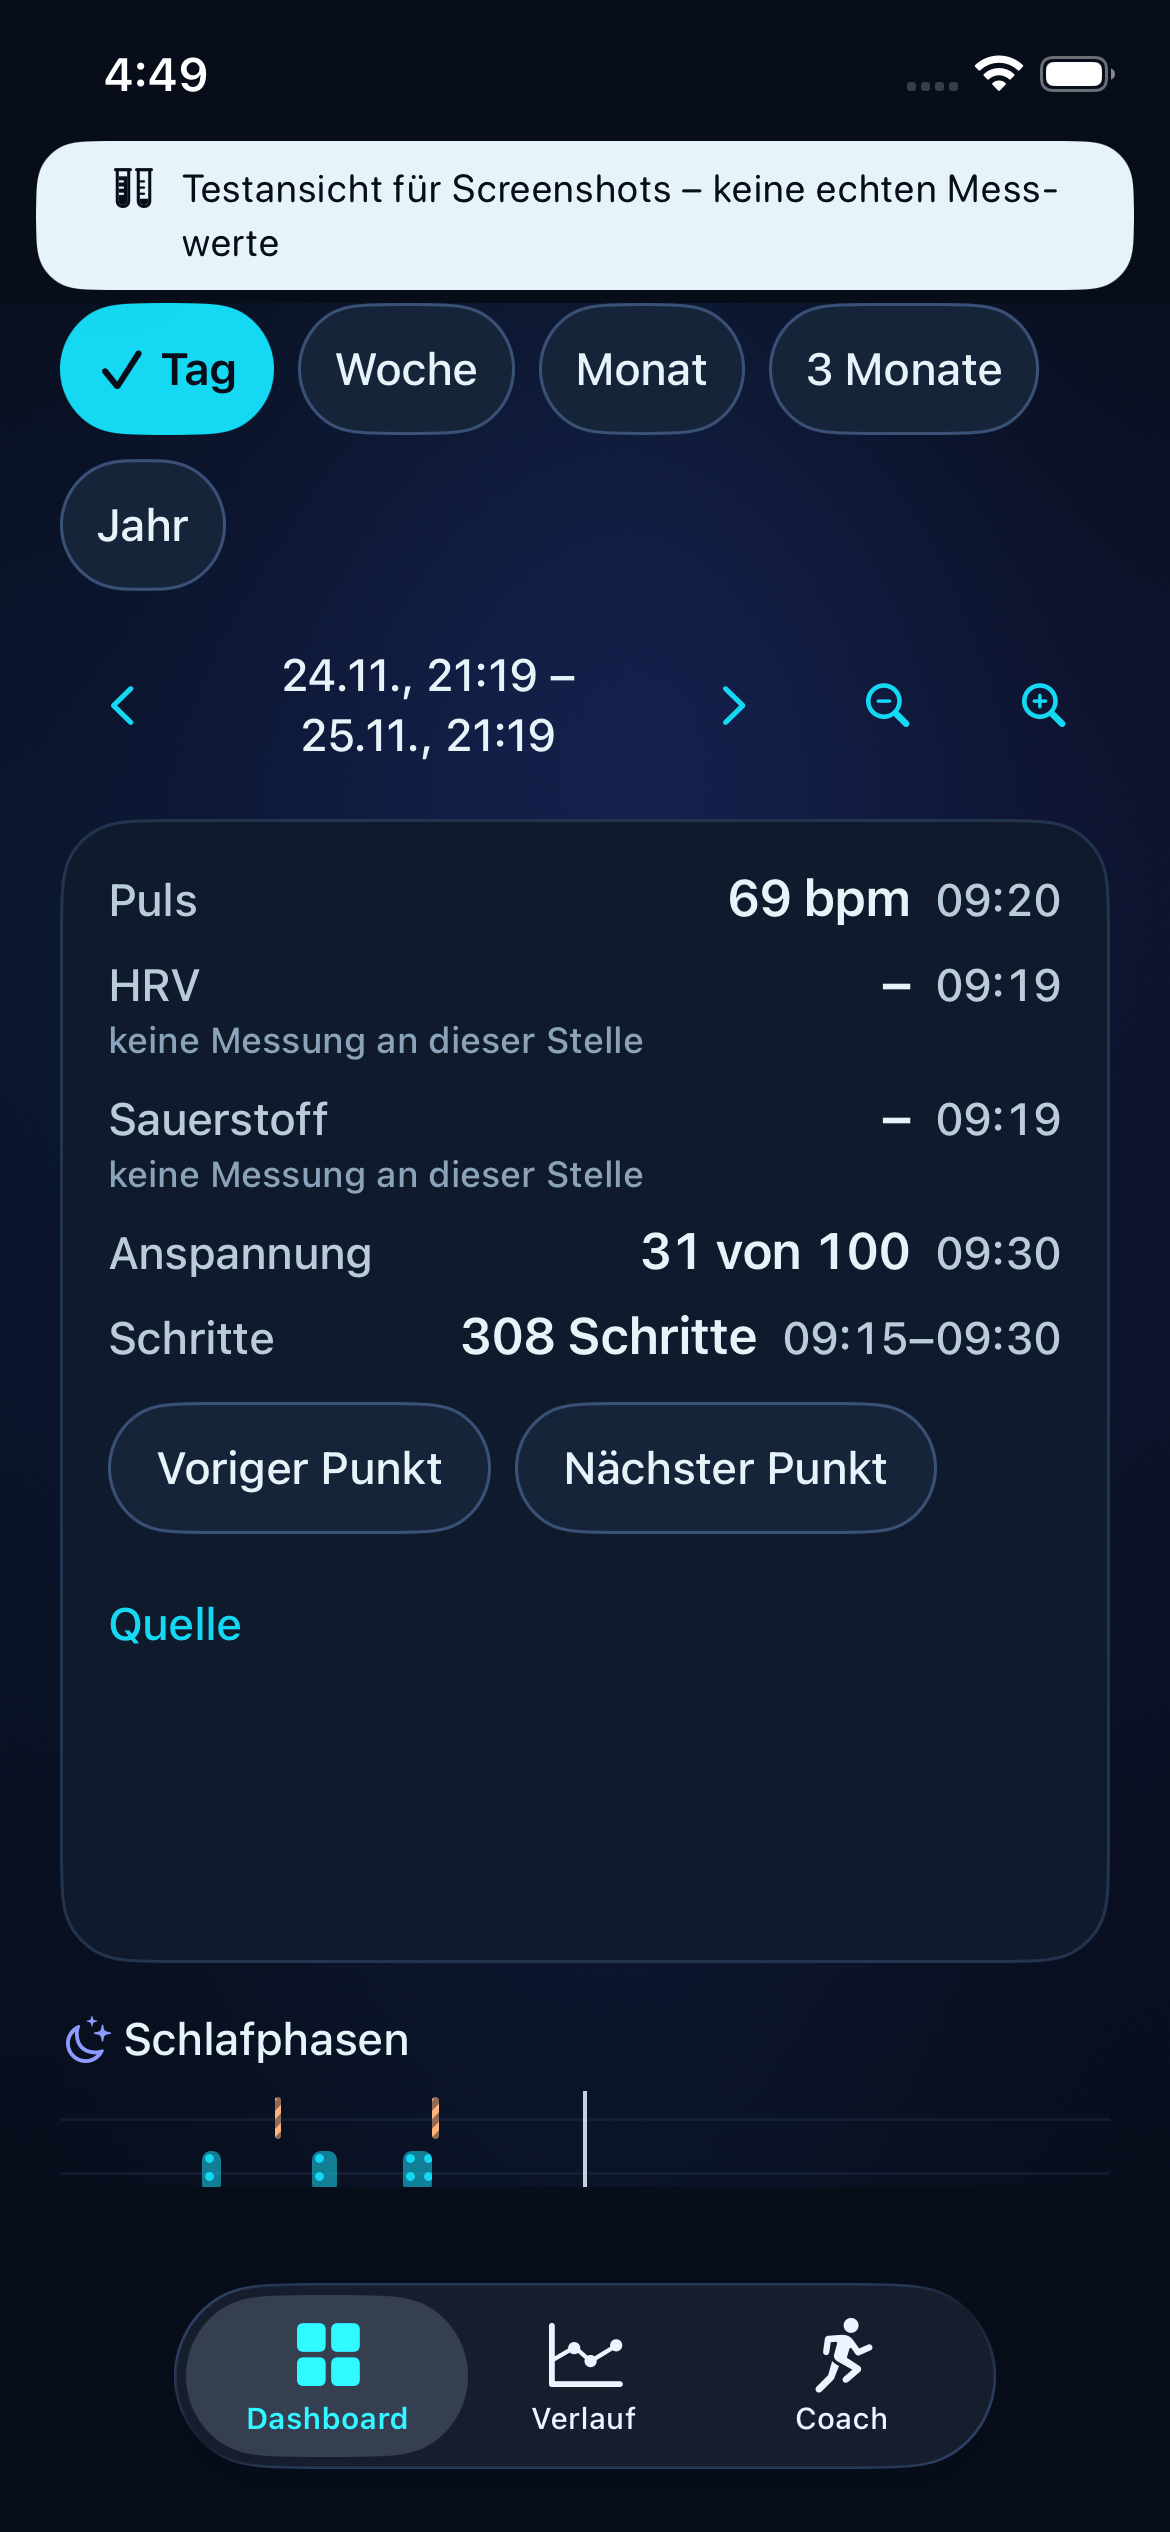 4:49
Testansicht für Screenshots – keine echten Mess-
werte
Tag
Woche
Monat
3 Monate
Jahr
24.11., 21:19 –
25.11., 21:19
Puls 69 bpm 09:20
HRV – 09:19
keine Messung an dieser Stelle
Sauerstoff – 09:19
keine Messung an dieser Stelle
Anspannung 31 von 100 09:30
Schritte 308 Schritte 09:15–09:30
Voriger Punkt
Nächster Punkt
Quelle
Schlafphasen
Dashboard
Verlauf
Coach